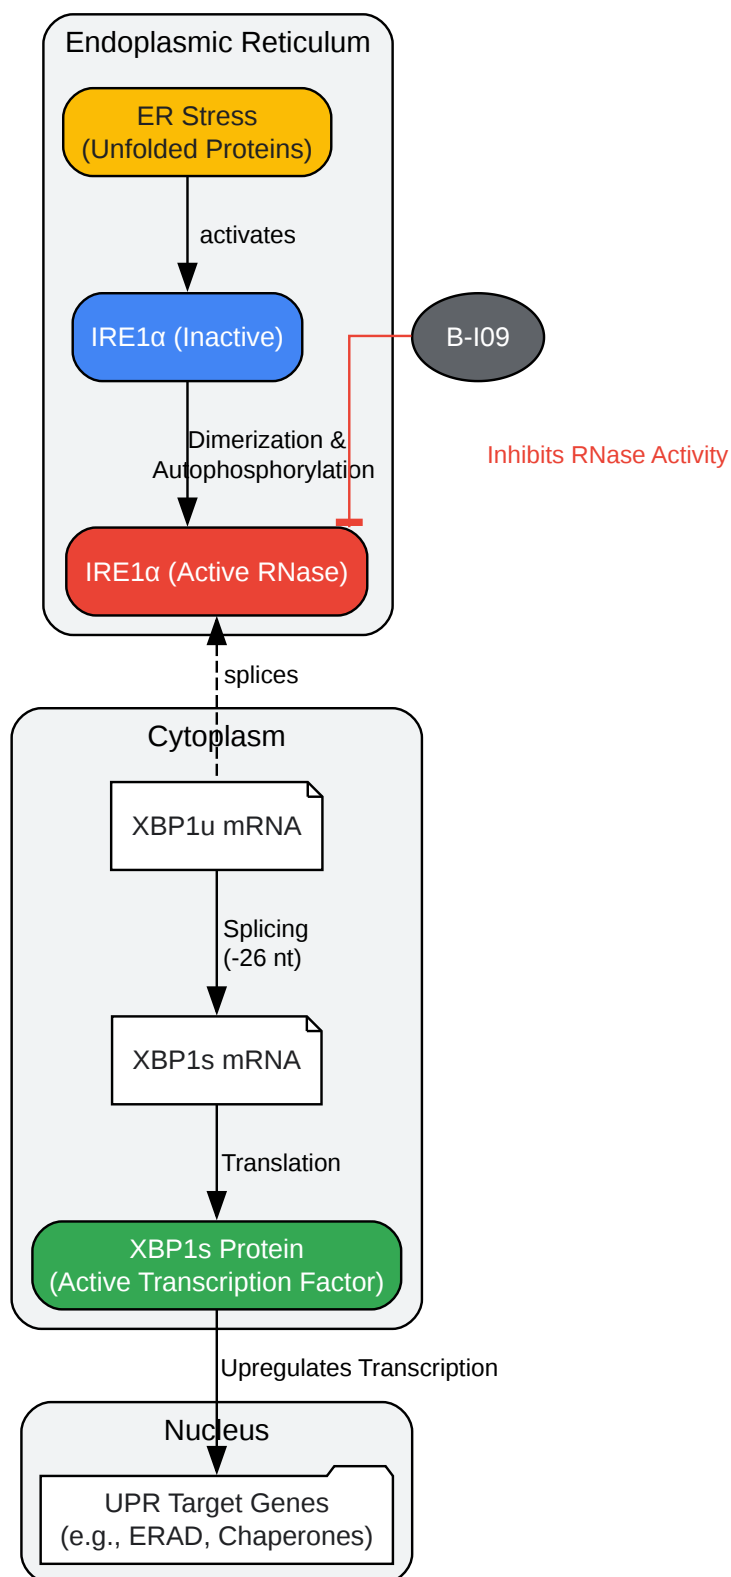 Endoplasmic Reticulum
ER Stress
(Unfolded Proteins)
activates
IRE1α (Inactive)
B-I09
Dimerization &
Autophosphorylation
Inhibits RNase Activity
IRE1α (Active RNase)
splices
Cytoplasm
XBP1u mRNA
Splicing
(-26 nt)
XBP1s mRNA
Translation
XBP1s Protein
(Active Transcription Factor)
Upregulates Transcription
Nucleus
UPR Target Genes
(e.g., ERAD, Chaperones)